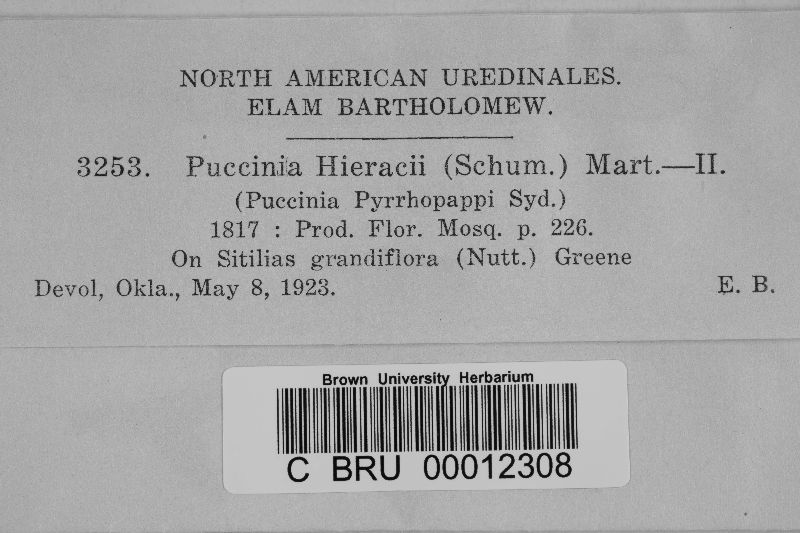 NORTH AMERICAN UREDINALES.
ELAM BARTHOLOMEW.
3253. Puccinia Hieracii (Schum.) Mart.—II.
(Puccinia Pyrrhopappi Syd.)
1817 : Prod. Flor. Mosq. p. 226.
On Sitilias grandiflora (Nutt.) Greene
Devol, Okla., May 8, 1923. E. B.
Brown University Herbarium
C BRU 00012308